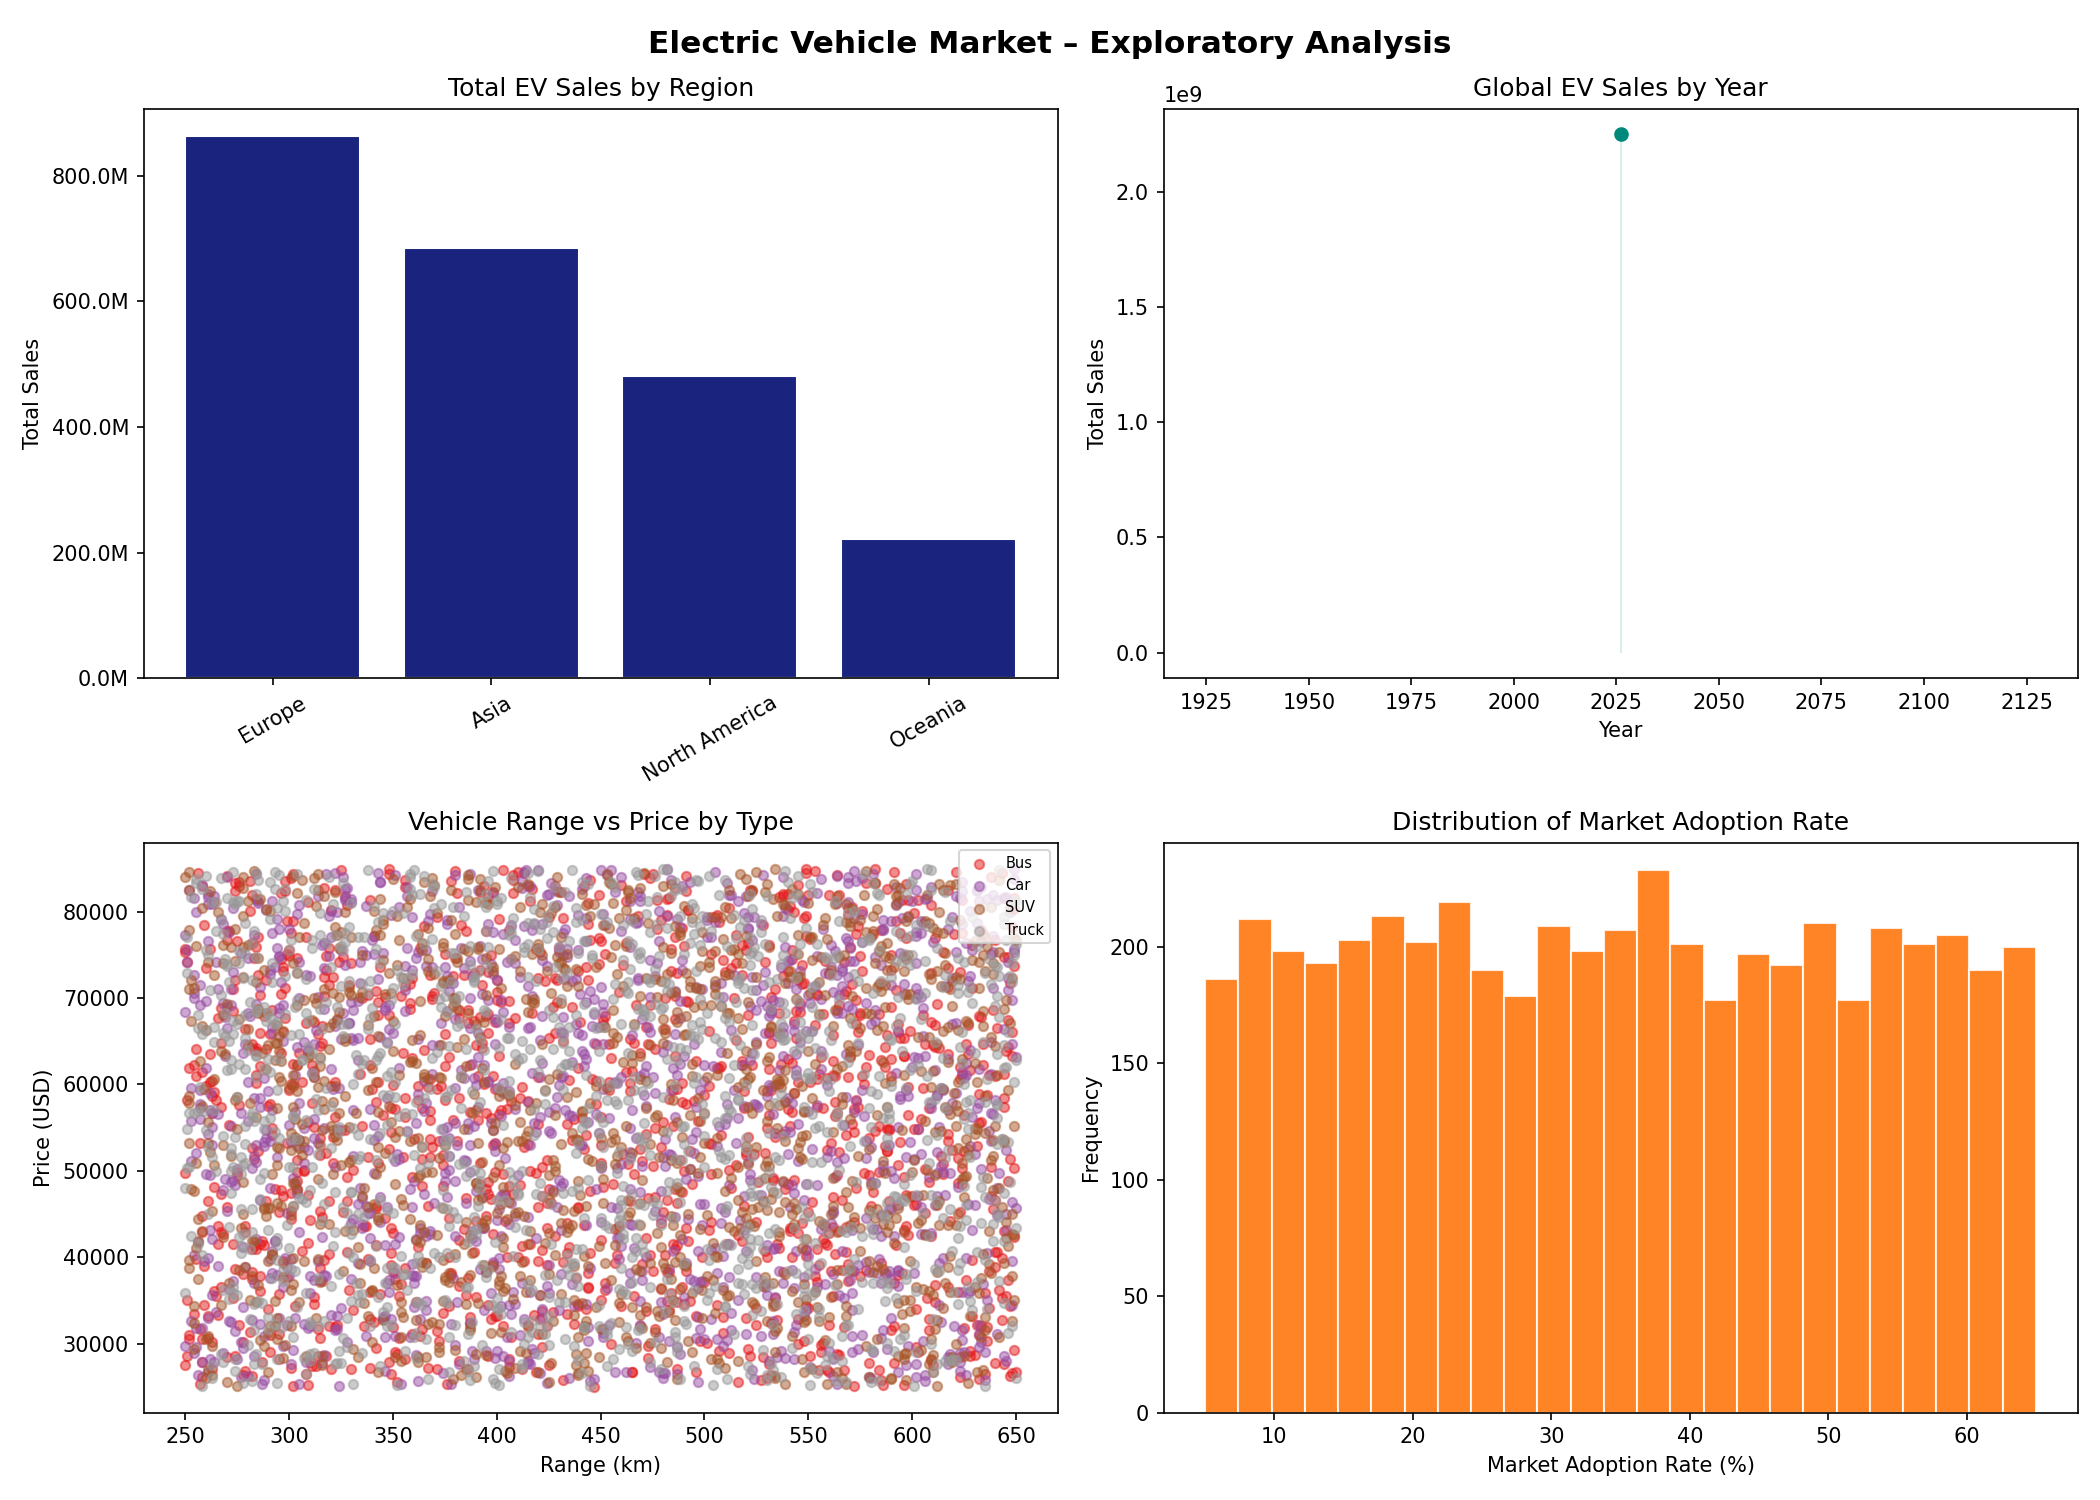 Electric Vehicle Market – Exploratory Analysis
Total EV Sales by Region
Total Sales
800.0M
600.0M
400.0M
200.0M
0.0M
Europe
Asia
North America
Oceania
Global EV Sales by Year
1e9
Total Sales
2.0
1.5
1.0
0.5
0.0
1925 1950 1975 2000 2025 2050 2075 2100 2125
Year
Vehicle Range vs Price by Type
Price (USD)
80000
70000
60000
50000
40000
30000
Bus
Car
SUV
Truck
250 300 350 400 450 500 550 600 650
Range (km)
Distribution of Market Adoption Rate
Frequency
200
150
100
50
0
10 20 30 40 50 60
Market Adoption Rate (%)